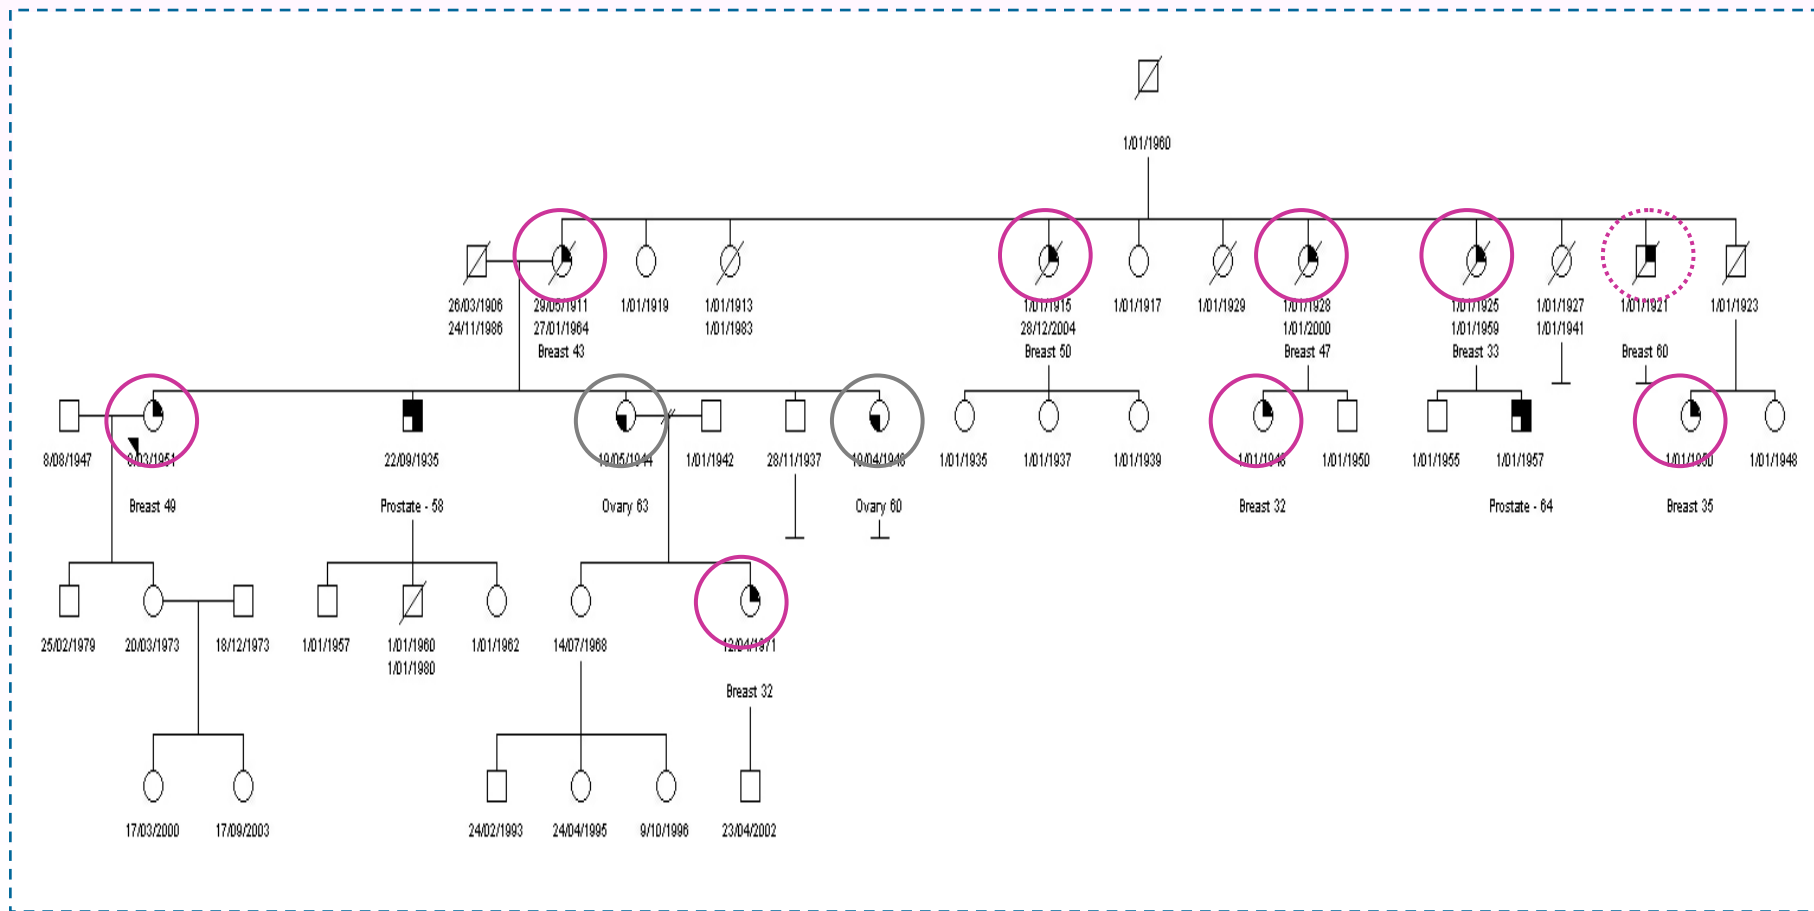 1/01/1960
26/03/1906 29/05/1911 1/01/1919 1/01/1913 1/01/1915 1/01/1917 1/01/1929 1/01/1928 1/01/1925 1/01/1927 1/01/1921 1/01/1923
24/11/1986 27/01/1964 1/01/1983 28/12/2004 1/01/2000 1/01/1959 1/01/1941
Breast 43 Breast 50 Breast 47 Breast 33 Breast 60
8/08/1947 22/09/1935 19/05/1944 1/01/1942 28/11/1937 1/01/1935 1/01/1937 1/01/1939 1/01/1950 1/01/1955 1/01/1957 1/01/1948
Breast 49 Prostate - 58 Ovary 63 Ovary 60 Breast 32 Prostate - 64 Breast 35
25/02/1979 20/03/1973 18/12/1973 1/01/1957 1/01/1960 1/01/1962 14/07/1968 12/04/1971
1/01/1980
Breast 32
17/03/2000 17/09/2003 24/02/1993 24/04/1995 9/10/1996 23/04/2002